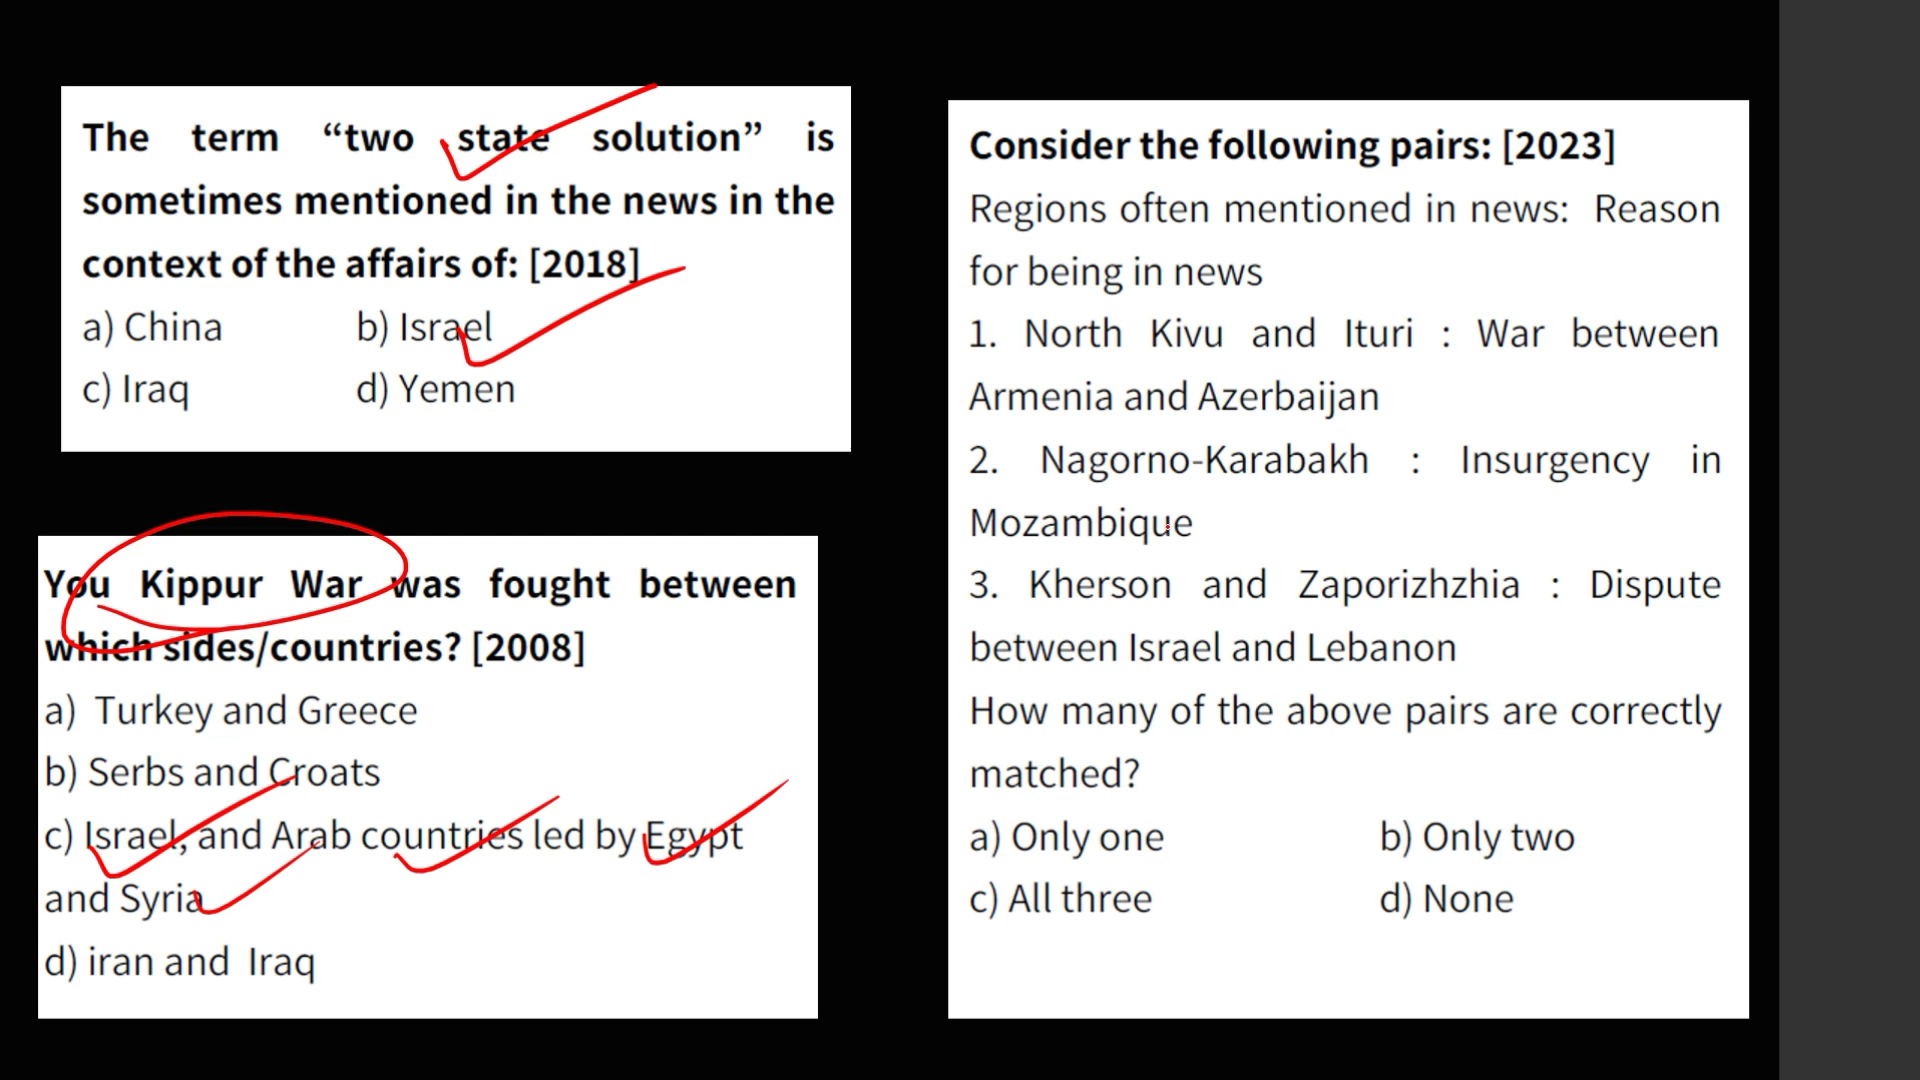 The term “two state solution” is
sometimes mentioned in the news in the
context of the affairs of: [2018]
a) China b) Israel
c) Iraq d) Yemen
You Kippur War was fought between
which sides/countries? [2008]
a) Turkey and Greece
b) Serbs and Croats
c) Israel, and Arab countries led by Egypt
and Syria
d) iran and Iraq
Consider the following pairs: [2023]
Regions often mentioned in news: Reason
for being in news
1. North Kivu and Ituri : War between
Armenia and Azerbaijan
2. Nagorno-Karabakh : Insurgency in
Mozambique
3. Kherson and Zaporizhzhia : Dispute
between Israel and Lebanon
How many of the above pairs are correctly
matched?
a) Only one b) Only two
c) All three d) None